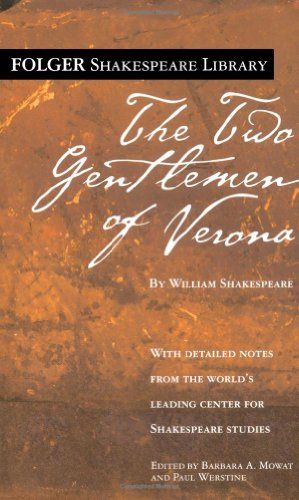 FOLGER SHAKESPEARE LIBRARY
The Two
Gentlemen
of Verona
BY WILLIAM SHAKESPEARE
WITH DETAILED NOTES
FROM THE WORLD'S
LEADING CENTER FOR
SHAKESPEARE STUDIES
EDITED BY BARBARA A. MOWAT
AND PAUL WERSTINE